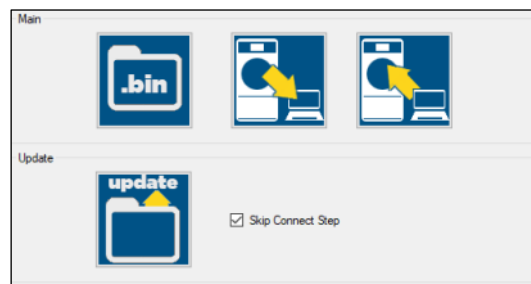 Main
.bin
Update
update
Skip Connect Step